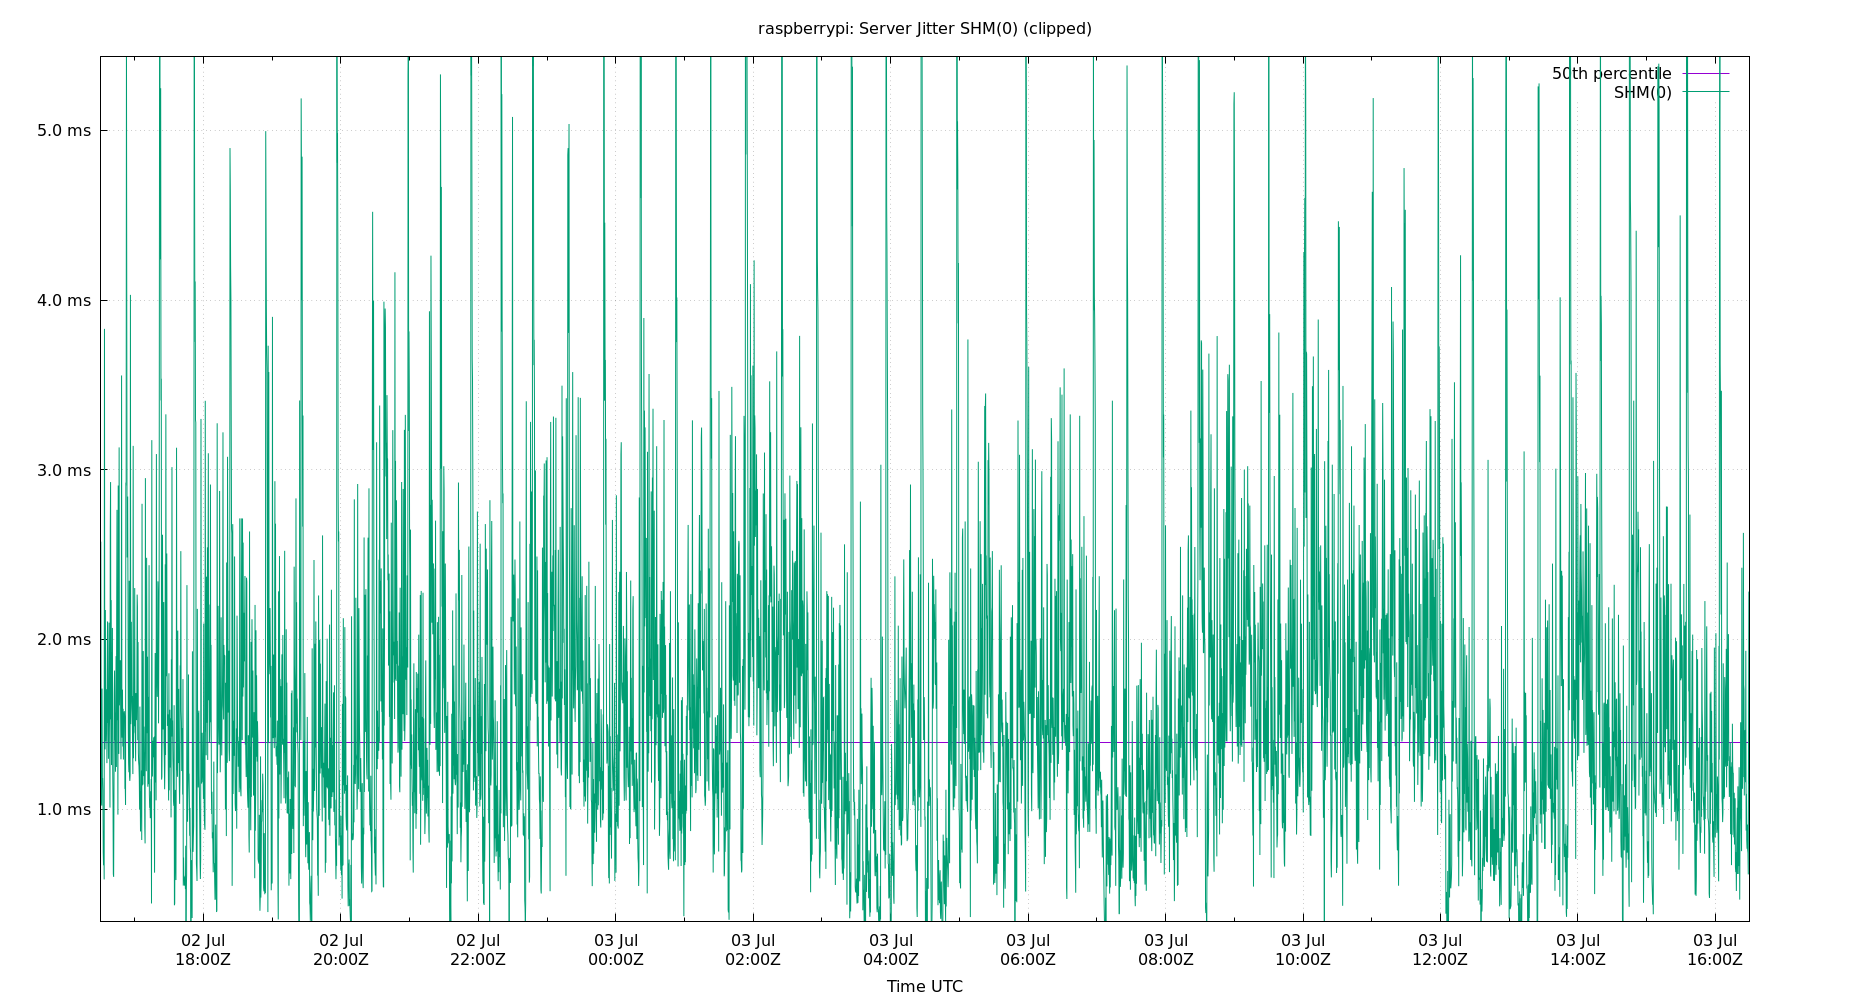 raspberrypi: Server Jitter SHM(0) (clipped)
50th percentile
SHM(0)
5.0 ms
4.0 ms
3.0 ms
2.0 ms
1.0 ms
02 Jul 02 Jul 02 Jul 03 Jul 03 Jul 03 Jul 03 Jul 03 Jul 03 Jul 03 Jul 03 Jul 03 Jul
18:00Z 20:00Z 22:00Z 00:00Z 02:00Z 04:00Z 06:00Z 08:00Z 10:00Z 12:00Z 14:00Z 16:00Z
Time UTC